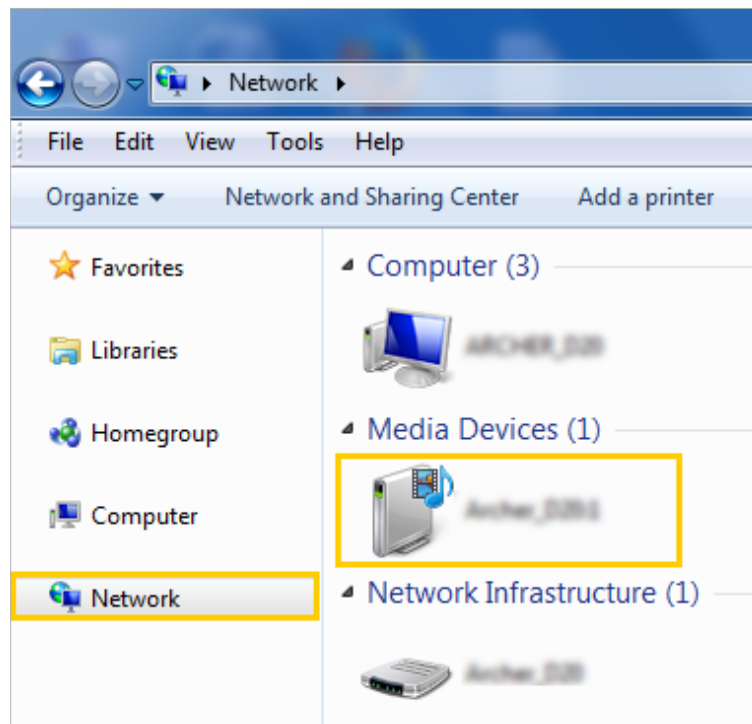 Network
File Edit View Tools Help
Organize Network and Sharing Center Add a printer
Favorites
Libraries
Homegroup
Computer
Network
Computer (3)
Media Devices (1)
Network Infrastructure (1)